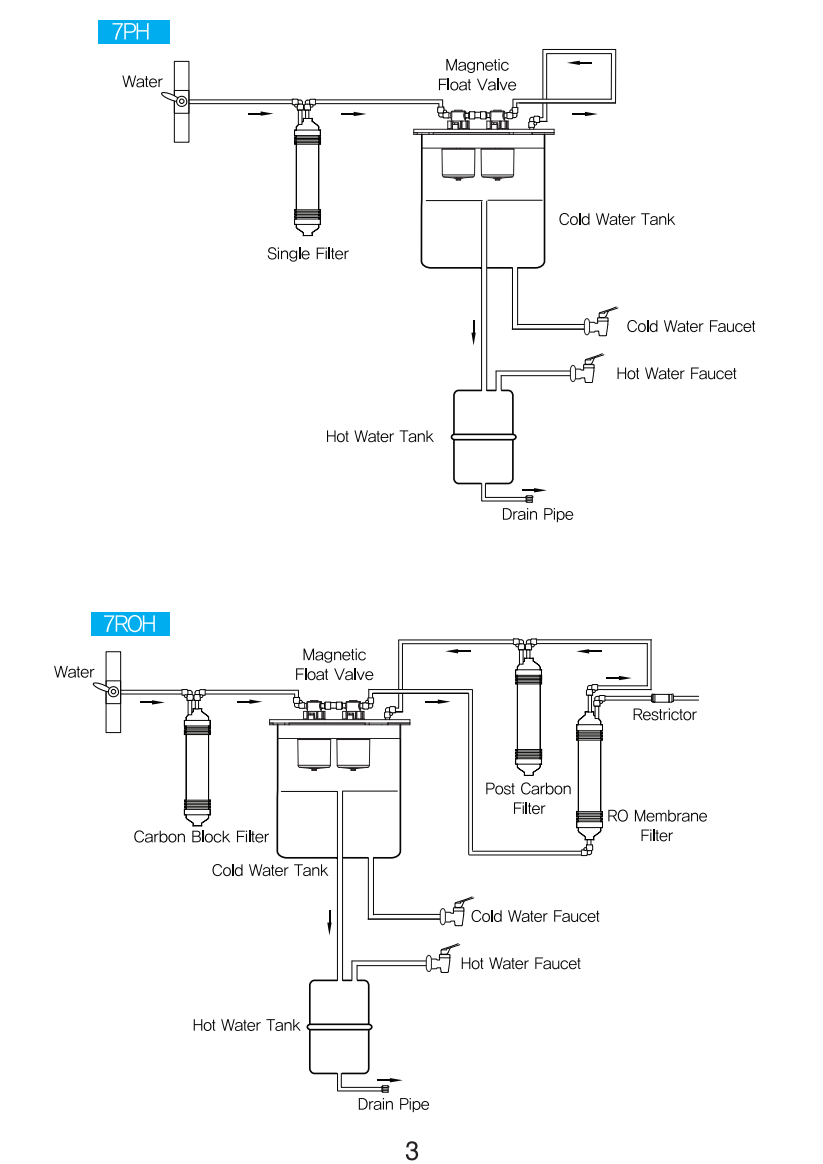 7PH
Water
Magnetic
Float Valve
Cold Water Tank
Single Filter
Cold Water Faucet
Hot Water Faucet
Hot Water Tank
Drain Pipe
7ROH
Water
Magnetic
Float Valve
Restrictor
Post Carbon
Filter
RO Membrane
Filter
Carbon Block Filter
Cold Water Tank
Cold Water Faucet
Hot Water Faucet
Hot Water Tank
Drain Pipe
3